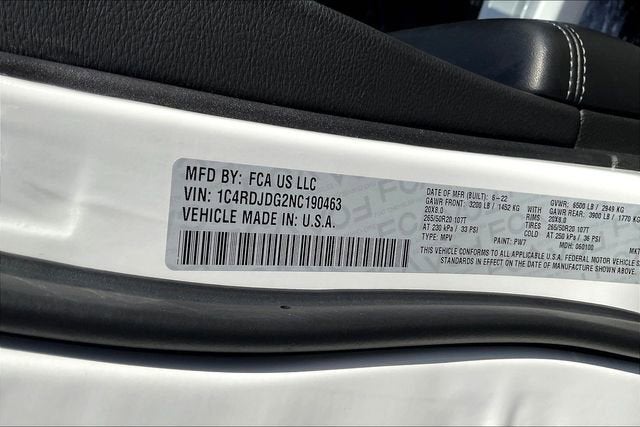 MFD BY: FCA US LLC
VIN: 1C4RDJDG2NC190463
VEHICLE MADE IN: U.S.A.
DATE OF MFR (BUILT): 6-22 GVWR: 6500 LB / 2949 KG
GAWR FRONT: 3200 LB / 1452 KG GAWR REAR: 3900 LB / 1770 KG
20X8.0 RIMS 20X8.0
265/50R20 107T TIRES 265/50R20 107T
AT 230 kPa / 33 PSI COLD AT 250 kPa / 36 PSI
TYPE: MPV PAINT: PW7 MDH: 060100 MKT
THIS VEHICLE CONFORMS TO ALL APPLICABLE U.S.A. FEDERAL MOTOR VEHICLE
STANDARDS IN EFFECT ON THE DATE OF MANUFACTURE SHOWN ABOVE.